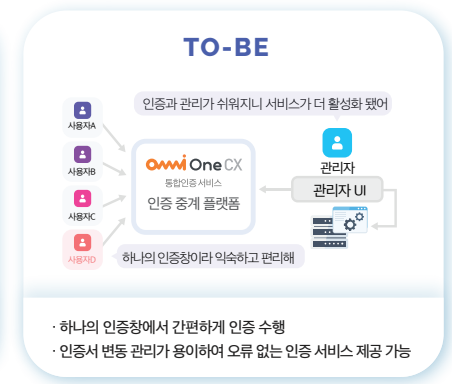 TO-BE
인증과 관리가 쉬워지니 서비스가 더 활성화 됐어
사용자A
사용자B
사용자C
사용자D
Omni One CX
통합인증 서비스
인증 중계 플랫폼
관리자
관리자 UI
하나의 인증창이라 익숙하고 편리해
· 하나의 인증창에서 간편하게 인증 수행
· 인증서 변동 관리가 용이하여 오류 없는 인증 서비스 제공 가능